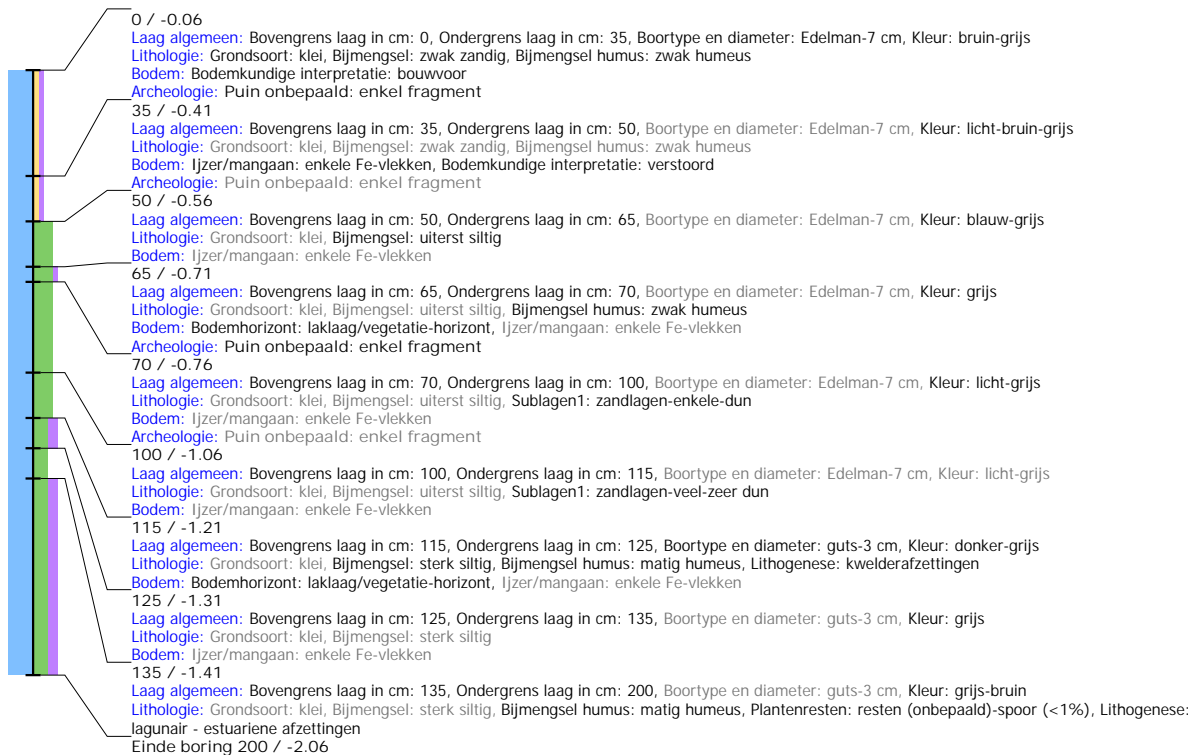 0 / -0.06
Laag algemeen: Bovengrens laag in cm: 0, Ondergrens laag in cm: 35, Boortype en diameter: Edelman-7 cm, Kleur: bruin-grijs
Lithologie: Grondsoort: klei, Bijmengsel: zwak zandig, Bijmengsel humus: zwak humeus
Bodem: Bodemkundige interpretatie: bouwvoor
Archeologie: Puin onbepaald: enkel fragment
35 / -0.41
Laag algemeen: Bovengrens laag in cm: 35, Ondergrens laag in cm: 50, Boortype en diameter: Edelman-7 cm, Kleur: licht-bruin-grijs
Lithologie: Grondsoort: klei, Bijmengsel: zwak zandig, Bijmengsel humus: zwak humeus
Bodem: Ijzer/mangaan: enkele Fe-vlekken, Bodemkundige interpretatie: verstoord
Archeologie: Puin onbepaald: enkel fragment
50 / -0.56
Laag algemeen: Bovengrens laag in cm: 50, Ondergrens laag in cm: 65, Boortype en diameter: Edelman-7 cm, Kleur: blauw-grijs
Lithologie: Grondsoort: klei, Bijmengsel: uiterst siltig
Bodem: Ijzer/mangaan: enkele Fe-vlekken
65 / -0.71
Laag algemeen: Bovengrens laag in cm: 65, Ondergrens laag in cm: 70, Boortype en diameter: Edelman-7 cm, Kleur: grijs
Lithologie: Grondsoort: klei, Bijmengsel: uiterst siltig, Bijmengsel humus: zwak humeus
Bodem: Bodemhorizont: laklaag/vegetatie-horizont, Ijzer/mangaan: enkele Fe-vlekken
Archeologie: Puin onbepaald: enkel fragment
70 / -0.76
Laag algemeen: Bovengrens laag in cm: 70, Ondergrens laag in cm: 100, Boortype en diameter: Edelman-7 cm, Kleur: licht-grijs
Lithologie: Grondsoort: klei, Bijmengsel: uiterst siltig, Sublagen1: zandlagen-enkele-dun
Bodem: Ijzer/mangaan: enkele Fe-vlekken
Archeologie: Puin onbepaald: enkel fragment
100 / -1.06
Laag algemeen: Bovengrens laag in cm: 100, Ondergrens laag in cm: 115, Boortype en diameter: Edelman-7 cm, Kleur: licht-grijs
Lithologie: Grondsoort: klei, Bijmengsel: uiterst siltig, Sublagen1: zandlagen-veel-zeer dun
Bodem: Ijzer/mangaan: enkele Fe-vlekken
115 / -1.21
Laag algemeen: Bovengrens laag in cm: 115, Ondergrens laag in cm: 125, Boortype en diameter: guts-3 cm, Kleur: donker-grijs
Lithologie: Grondsoort: klei, Bijmengsel: sterk siltig, Bijmengsel humus: matig humeus, Lithogenese: kwelderafzettingen
Bodem: Bodemhorizont: laklaag/vegetatie-horizont, Ijzer/mangaan: enkele Fe-vlekken
125 / -1.31
Laag algemeen: Bovengrens laag in cm: 125, Ondergrens laag in cm: 135, Boortype en diameter: guts-3 cm, Kleur: grijs
Lithologie: Grondsoort: klei, Bijmengsel: sterk siltig
Bodem: Ijzer/mangaan: enkele Fe-vlekken
135 / -1.41
Laag algemeen: Bovengrens laag in cm: 135, Ondergrens laag in cm: 200, Boortype en diameter: guts-3 cm, Kleur: grijs-bruin
Lithologie: Grondsoort: klei, Bijmengsel: sterk siltig, Bijmengsel humus: matig humeus, Plantenresten: resten (onbepaald)-spoor (<1%), Lithogenese:
lagunair - estuariene afzettingen
Einde boring 200 / -2.06